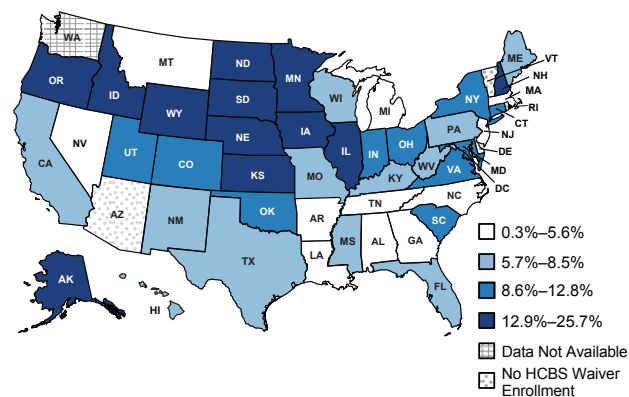 WA
MT
ND
MN
OR
ID
SD
WI
WY
MI
NE
IA
NV
UT
CO
IL
IN
OH
CA
KS
MO
KY
WV
VA
PA
NY
ME
VT
NH
MA
RI
CT
NJ
DE
MD
DC
AZ
NM
OK
AR
TN
NC
SC
MS
AL
GA
TX
LA
FL
AK
HI
0.3%–5.6%
5.7%–8.5%
8.6%–12.8%
12.9%–25.7%
Data Not Available
No HCBS Waiver
Enrollment